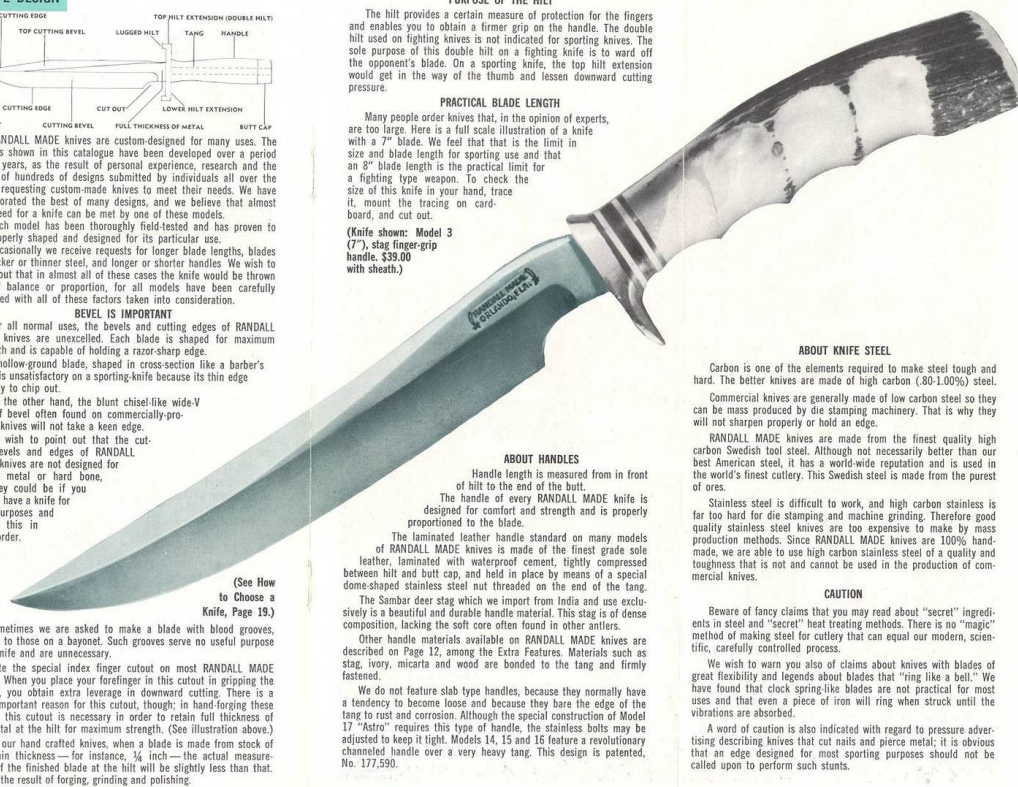 E DESIGN
CUTTING EDGE
TOP HILT EXTENSION (DOUBLE HILT)
TOP CUTTING BEVEL
LUGGED HILT
TANG
HANDLE
CUTTING EDGE
CUT OUT
LOWER HILT EXTENSION
CUTTING BEVEL
FULL THICKNESS OF METAL
BUTT CAP
NDALL MADE knives are custom-designed for many uses. The
s shown in this catalogue have been developed over a period
years, as the result of personal experience, research and the
of hundreds of designs submitted by individuals all over the
requesting custom-made knives to meet their needs. We have
orated the best of many designs, and we believe that almost
eed for a knife can be met by one of these models.
ch model has been thoroughly field-tested and has proven to
operly shaped and designed for its particular use.
casionally we receive requests for longer blade lengths, blades
cker or thinner steel, and longer or shorter handles. We wish to
out that in almost all of these cases the knife would be thrown
f balance or proportion, for all models have been carefully
ed with all of these factors taken into consideration.
BEVEL IS IMPORTANT
r all normal uses, the bevels and cutting edges of RANDALL
knives are unexcelled. Each blade is shaped for maximum
th and is capable of holding a razor-sharp edge.
hollow-ground blade, shaped in cross-section like a barber's
is unsatisfactory on a sporting-knife because its thin edge
y to chip out.
the other hand, the blunt chisel-like wide-V
f bevel often found on commercially-pro-
knives will not take a keen edge.
wish to point out that the cut-
evels and edges of RANDALL
knives are not designed for
metal or hard bone,
ey could be if you
have a knife for
urposes and
this in
order.
(See How
to Choose a
Knife, Page 19.)
metimes we are asked to make a blade with blood grooves,
to those on a bayonet. Such grooves serve no useful purpose
nife and are unnecessary.
te the special index finger cutout on most RANDALL MADE
When you place your forefinger in this cutout in gripping the
, you obtain extra leverage in downward cutting. There is a
mportant reason for this cutout, though; in hand-forging these
this cutout is necessary in order to retain full thickness of
tal at the hilt for maximum strength. (See illustration above.)
our hand crafted knives, when a blade is made from stock of
in thickness — for instance, ¼ inch — the actual measure-
f the finished blade at the hilt will be slightly less than that.
the result of forging, grinding and polishing.
PURPOSE OF THE HILT
The hilt provides a certain measure of protection for the fingers
and enables you to obtain a firmer grip on the handle. The double
hilt used on fighting knives is not indicated for sporting knives. The
sole purpose of this double hilt on a fighting knife is to ward off
the opponent's blade. On a sporting knife, the top hilt extension
would get in the way of the thumb and lessen downward cutting
pressure.
PRACTICAL BLADE LENGTH
Many people order knives that, in the opinion of experts,
are too large. Here is a full scale illustration of a knife
with a 7" blade. We feel that this is the limit in
size and blade length for sporting use and that
an 8" blade length is the practical limit for
a fighting type weapon. To check the
size of this knife in your hand, trace
it, mount the tracing on card-
board, and cut out.
(Knife shown: Model 3
(7"), stag finger-grip
handle. $39.00
with sheath.)
RANDALL MADE
ORLANDO, FLA.
ABOUT HANDLES
Handle length is measured from in front
of hilt to the end of the butt.
The handle of every RANDALL MADE knife is
designed for comfort and strength and is properly
proportioned to the blade.
The laminated leather handle standard on many models
of RANDALL MADE knives is made of the finest grade sole
leather, laminated with waterproof cement, tightly compressed
between hilt and butt cap, and held in place by means of a special
dome-shaped stainless steel nut threaded on the end of the tang.
The Sambar deer stag which we import from India and use exclu-
sively is a beautiful and durable handle material. This stag is of dense
composition, lacking the soft core often found in other antlers.
Other handle materials available on RANDALL MADE knives are
described on Page 12, among the Extra Features. Materials such as
stag, ivory, micarta and wood are bonded to the tang and firmly
fastened.
We do not feature slab type handles, because they normally have
a tendency to become loose and because they bare the edge of the
tang to rust and corrosion. Although the special construction of Model
17 "Astro" requires this type of handle, the stainless bolts may be
adjusted to keep it tight. Models 14, 15 and 16 feature a revolutionary
channeled handle over a very heavy tang. This design is patented,
No. 177,590.
ABOUT KNIFE STEEL
Carbon is one of the elements required to make steel tough and
hard. The better knives are made of high carbon (.80-1.00%) steel.
Commercial knives are generally made of low carbon steel so they
can be mass produced by die stamping machinery. That is why they
will not sharpen properly or hold an edge.
RANDALL MADE knives are made from the finest quality high
carbon Swedish tool steel. Although not necessarily better than our
best American steel, it has a world-wide reputation and is used in
the world's finest cutlery. This Swedish steel is made from the purest
of ores.
Stainless steel is difficult to work, and high carbon stainless is
far too hard for die stamping and machine grinding. Therefore good
quality stainless steel knives are too expensive to make by mass
production methods. Since RANDALL MADE knives are 100% hand-
made, we are able to use high carbon stainless steel of a quality and
toughness that is not and cannot be used in the production of com-
mercial knives.
CAUTION
Beware of fancy claims that you may read about "secret" ingredi-
ents in steel and "secret" heat treating methods. There is no "magic"
method of making steel for cutlery that can equal our modern, scien-
tific, carefully controlled process.
We wish to warn you also of claims about knives with blades of
great flexibility and legends about blades that "ring like a bell." We
have found that clock spring-like blades are not practical for most
uses and that even a piece of iron will ring when struck until the
vibrations are absorbed.
A word of caution is also indicated with regard to pressure adver-
tising describing knives that cut nails and pierce metal; it is obvious
that an edge designed for most sporting purposes should not be
called upon to perform such stunts.